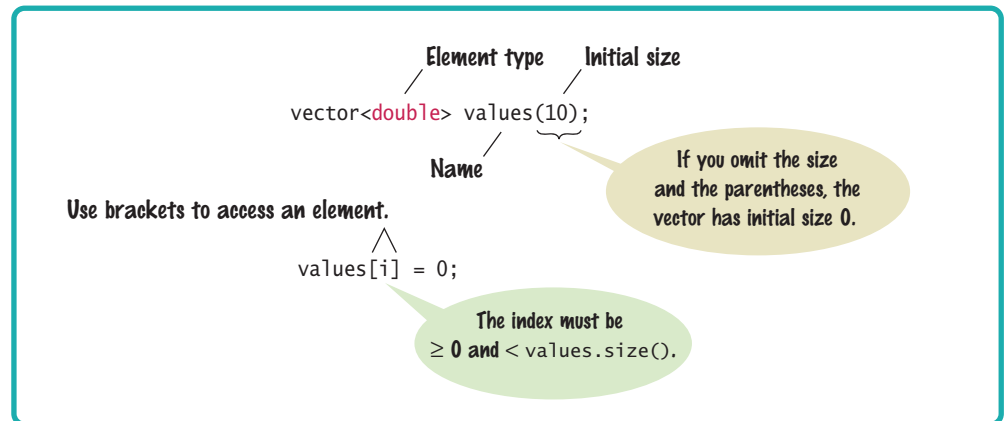 Element type Initial size
vector<double> values(10);
Name
If you omit the size
and the parentheses, the
vector has initial size 0.
Use brackets to access an element.
values[i] = 0;
The index must be
≥ 0 and < values.size().